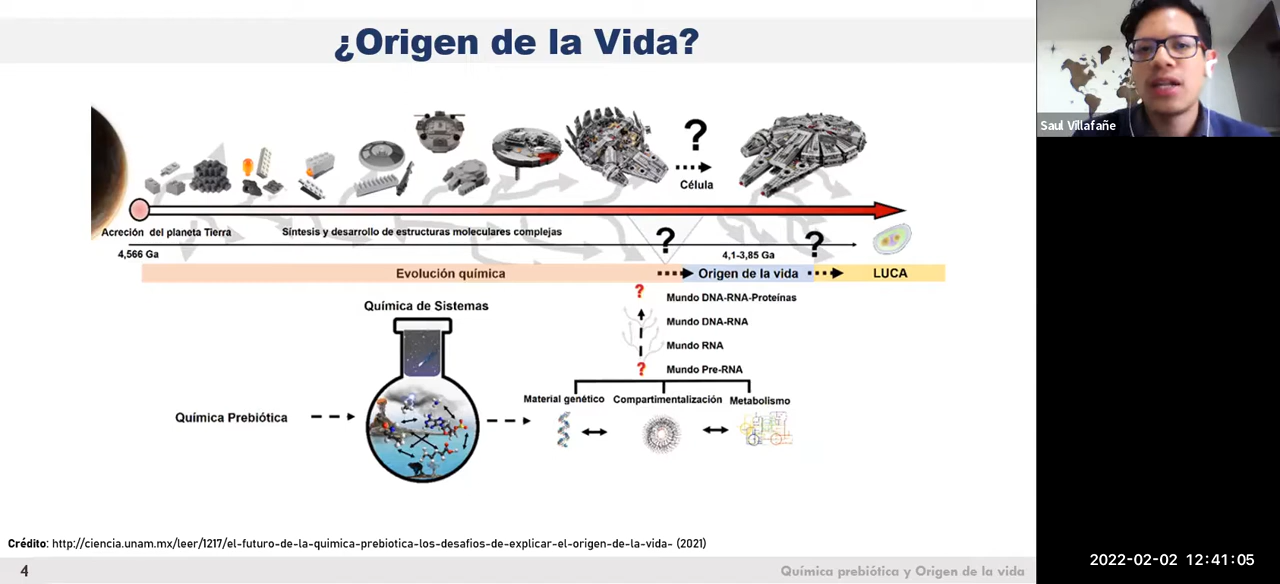 ¿Origen de la Vida?
Saul Villafañe
?
Célula
Acreción del planeta Tierra
Síntesis y desarrollo de estructuras moleculares complejas
?
?
4,566 Ga
4,1-3,85 Ga
Evolución química
Origen de la vida
LUCA
Química de Sistemas
?
Mundo DNA-RNA-Proteínas
Mundo DNA-RNA
Mundo RNA
?
Mundo Pre-RNA
Material genético
Compartimentalización
Metabolismo
Química Prebiótica
Crédito: http://ciencia.unam.mx/leer/1217/el-futuro-de-la-quimica-prebiotica-los-desafios-de-explicar-el-origen-de-la-vida- (2021)
4
Química prebiótica y Origen de la vida
2022-02-02 12:41:05